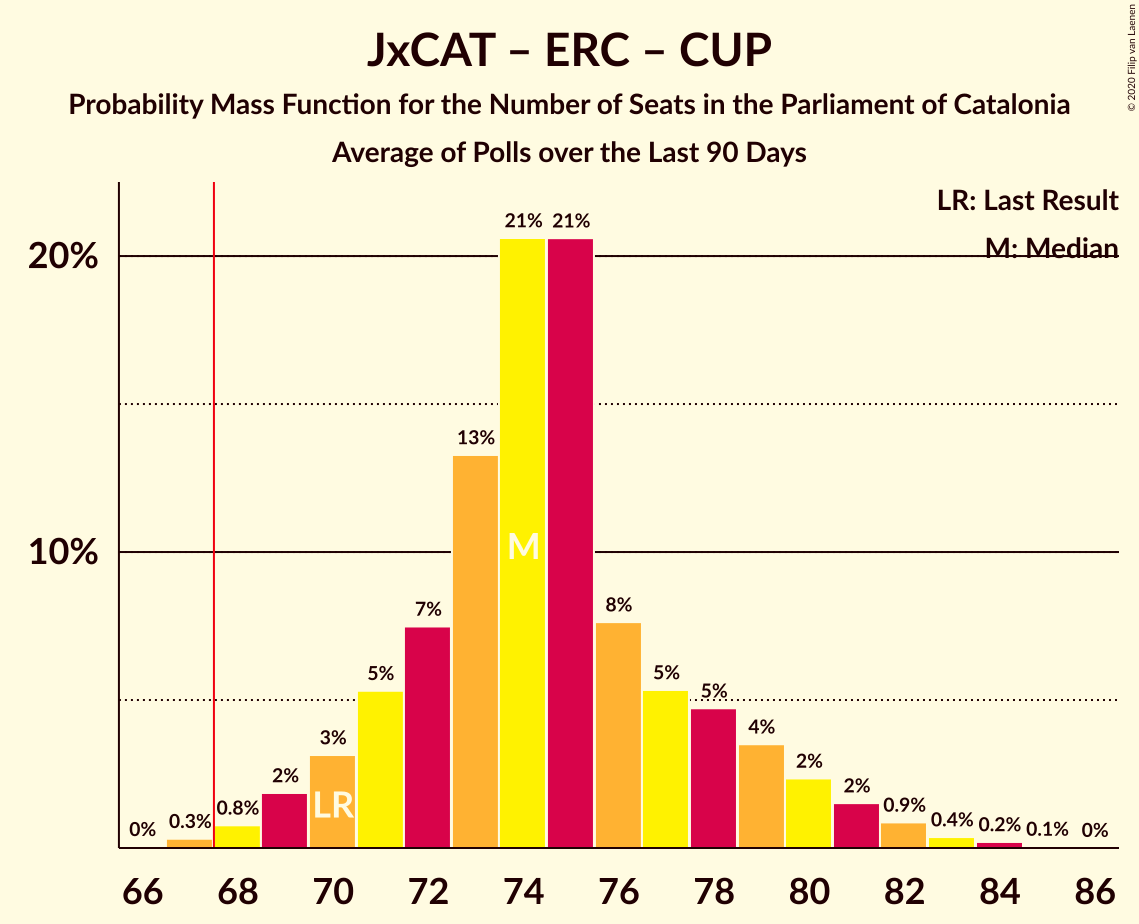 JxCAT – ERC – CUP
Probability Mass Function for the Number of Seats in the Parliament of Catalonia
Average of Polls over the Last 90 Days
© 2020 Filip van Laenen
LR: Last Result
M: Median
20%
10%
0%
0.3%
0.8%
2%
3%
5%
7%
13%
21%
21%
8%
5%
5%
4%
2%
2%
0.9%
0.4%
0.2%
0.1%
0%
LR
M
66 68 70 72 74 76 78 80 82 84 86